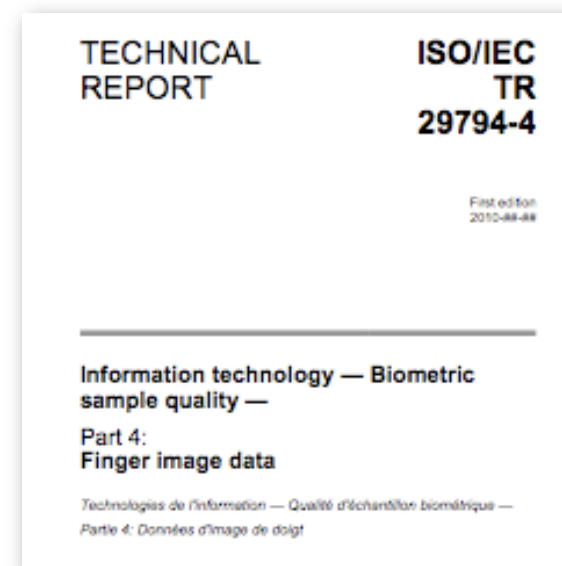 TECHNICAL REPORT
ISO/IEC TR 29794-4
First edition
2010-##-##
Information technology — Biometric
sample quality —
Part 4:
Finger image data
Technologies de l'information — Qualité d'échantillon biométrique —
Partie 4: Données d'image de doigt